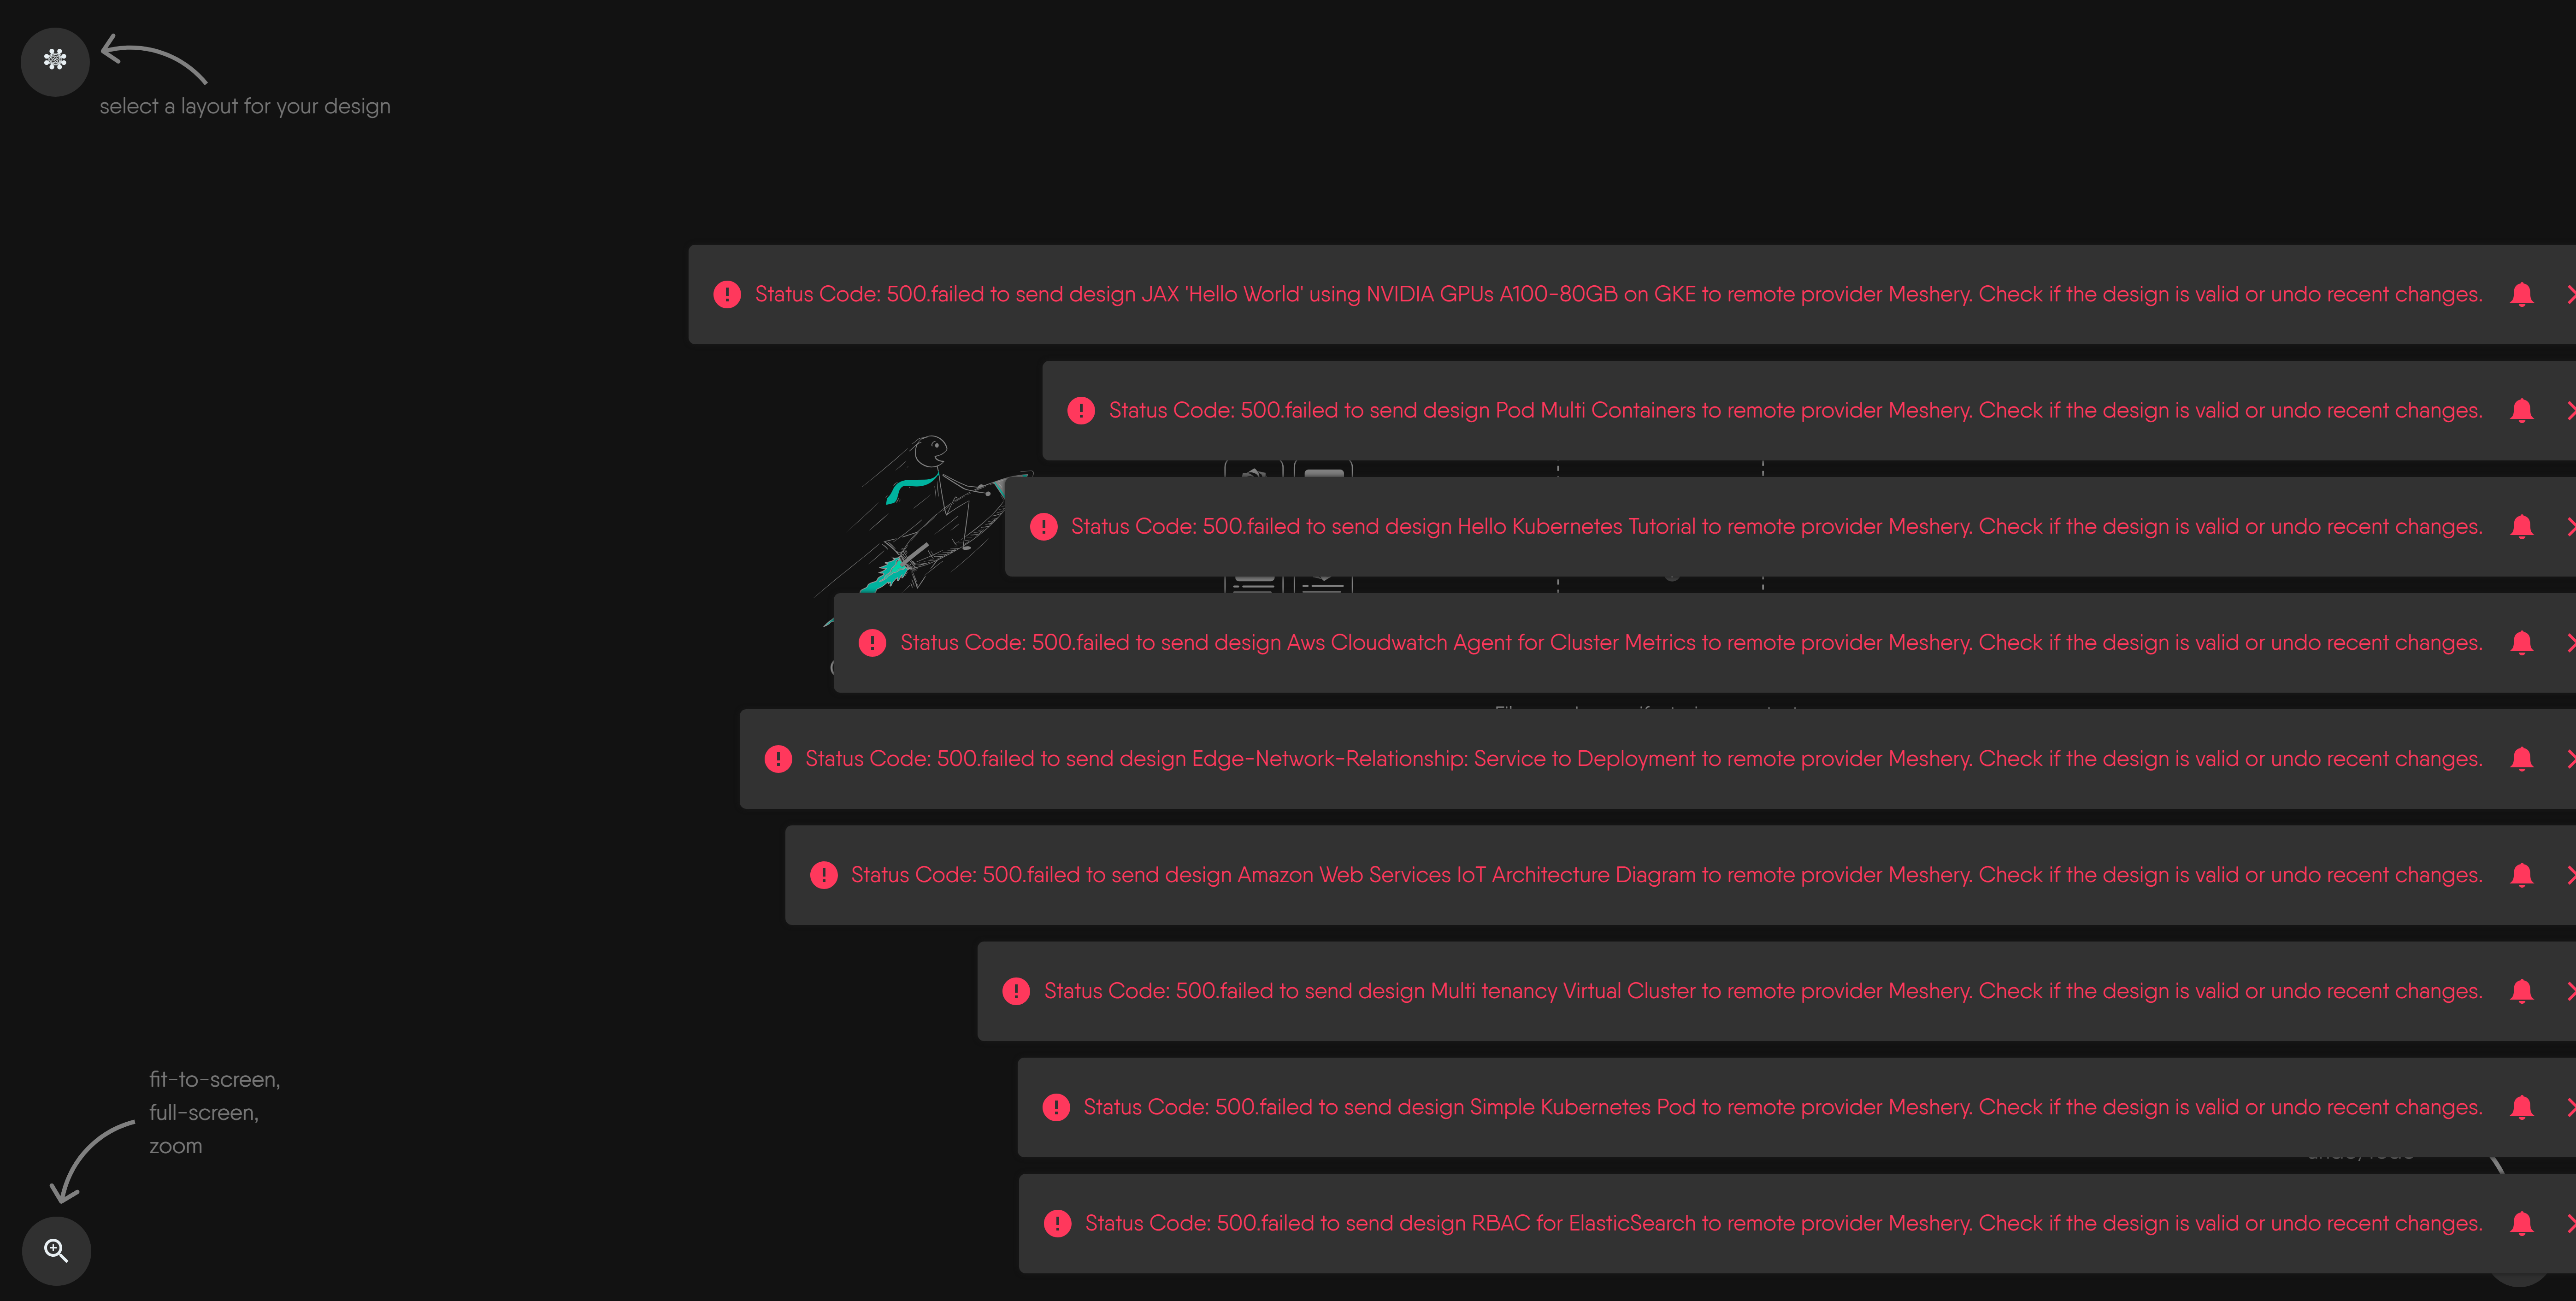 select a layout for your design
Status Code: 500.failed to send design JAX 'Hello World' using NVIDIA GPUs A100-80GB on GKE to remote provider Meshery. Check if the design is valid or undo recent changes.
Status Code: 500.failed to send design Pod Multi Containers to remote provider Meshery. Check if the design is valid or undo recent changes.
Status Code: 500.failed to send design Hello Kubernetes Tutorial to remote provider Meshery. Check if the design is valid or undo recent changes.
Status Code: 500.failed to send design Aws Cloudwatch Agent for Cluster Metrics to remote provider Meshery. Check if the design is valid or undo recent changes.
Status Code: 500.failed to send design Edge-Network-Relationship: Service to Deployment to remote provider Meshery. Check if the design is valid or undo recent changes.
Status Code: 500.failed to send design Amazon Web Services IoT Architecture Diagram to remote provider Meshery. Check if the design is valid or undo recent changes.
Status Code: 500.failed to send design Multi tenancy Virtual Cluster to remote provider Meshery. Check if the design is valid or undo recent changes.
Status Code: 500.failed to send design Simple Kubernetes Pod to remote provider Meshery. Check if the design is valid or undo recent changes.
Status Code: 500.failed to send design RBAC for ElasticSearch to remote provider Meshery. Check if the design is valid or undo recent changes.
fit-to-screen,
full-screen,
zoom